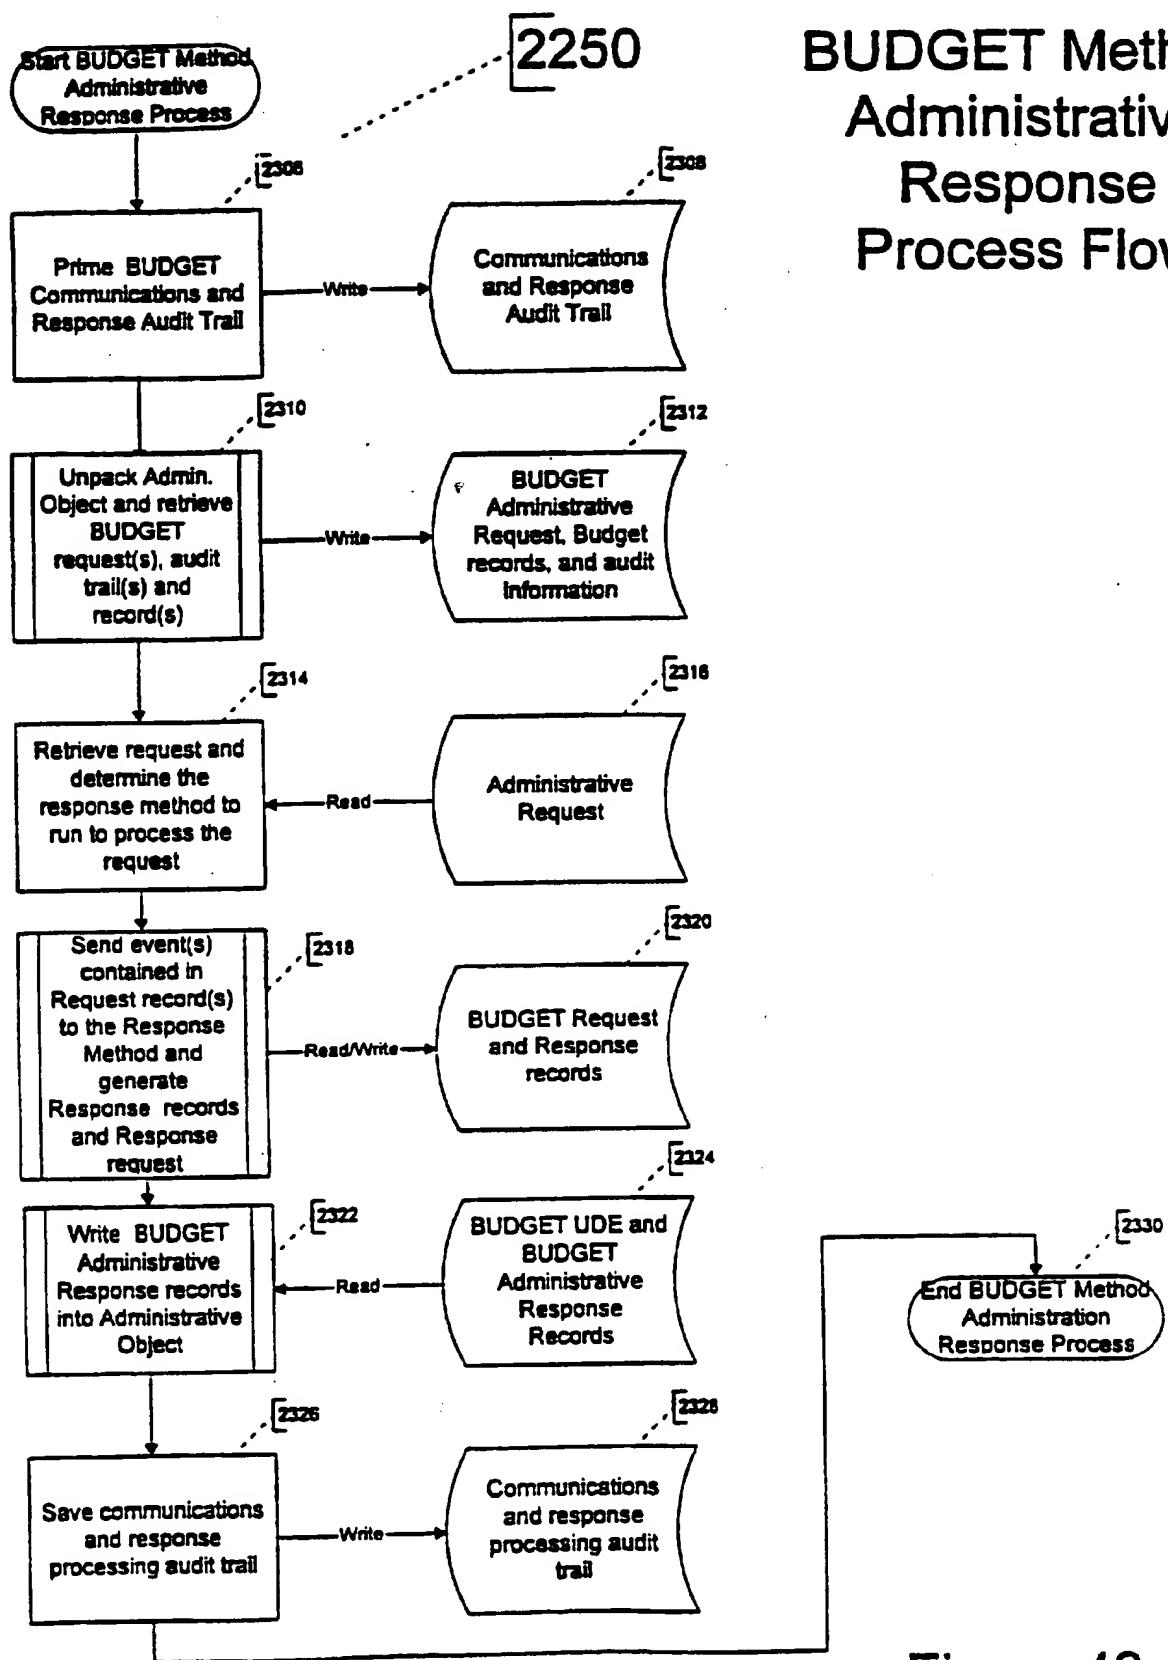 2250
BUDGET Meth
Administrativ
Response
Process Flow
Start BUDGET Method
Administrative
Response Process
2306
Prime BUDGET
Communications and
Response Audit Trail
Write
2308
Communications
and Response
Audit Trail
2310
Unpack Admin.
Object and retrieve
BUDGET
request(s), audit
trail(s) and
record(s)
Write
2312
BUDGET
Administrative
Request, Budget
records, and audit
information
2314
Retrieve request and
determine the
response method to
run to process the
request
Read
2316
Administrative
Request
2318
Send event(s)
contained in
Request record(s)
to the Response
Method and
generate
Response records
and Response
request
Read/Write
2320
BUDGET Request
and Response
records
2322
Write BUDGET
Administrative
Response records
into Administrative
Object
Read
2324
BUDGET UDE and
BUDGET
Administrative
Response
Records
2326
Save communications
and response
processing audit trail
Write
2328
Communications
and response
processing audit
trail
2330
End BUDGET Method
Administration
Response Process